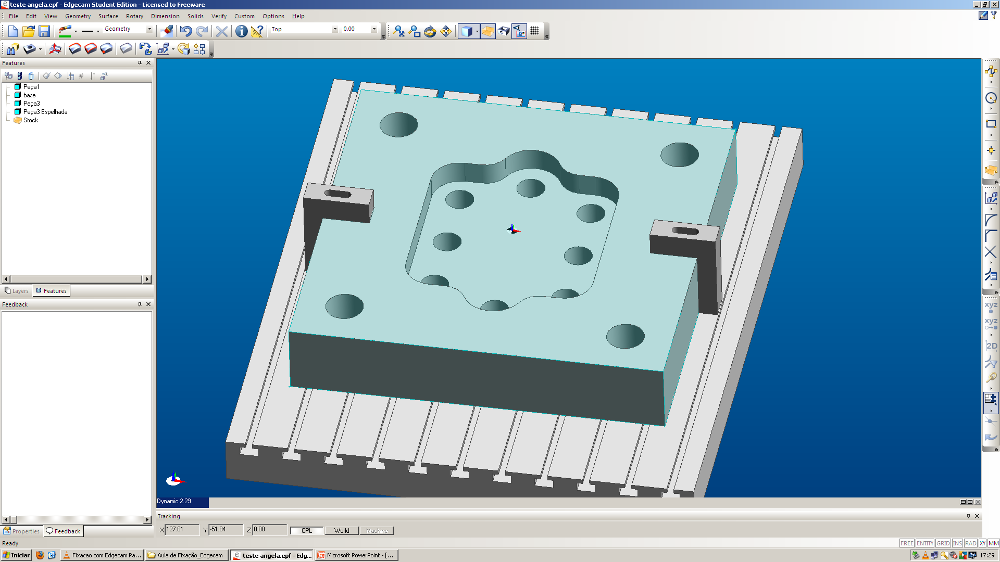 teste angela.epf - Edgecam Student Edition - Licensed to Freeware
File Edit View Geometry Surface Rotary Dimension Solids Verify Custom Options Help
Geometry Top 0.00
Features
Peça1
base
Peça3
Peça3 Espelhada
Stock
Layers Features
Feedback
Properties Feedback
xyz
xyz
2D
Dynamic 2.29
Tracking
X 127.61 Y -51.84 Z 0.00 CPL World Machine
Ready FREE ENTITY GRID INS RAD XY MM
Iniciar Fixacao com Edgecam Pa... Aula de Fixação_Edgecam teste angela.epf - Edg... Microsoft PowerPoint - [... 17:29